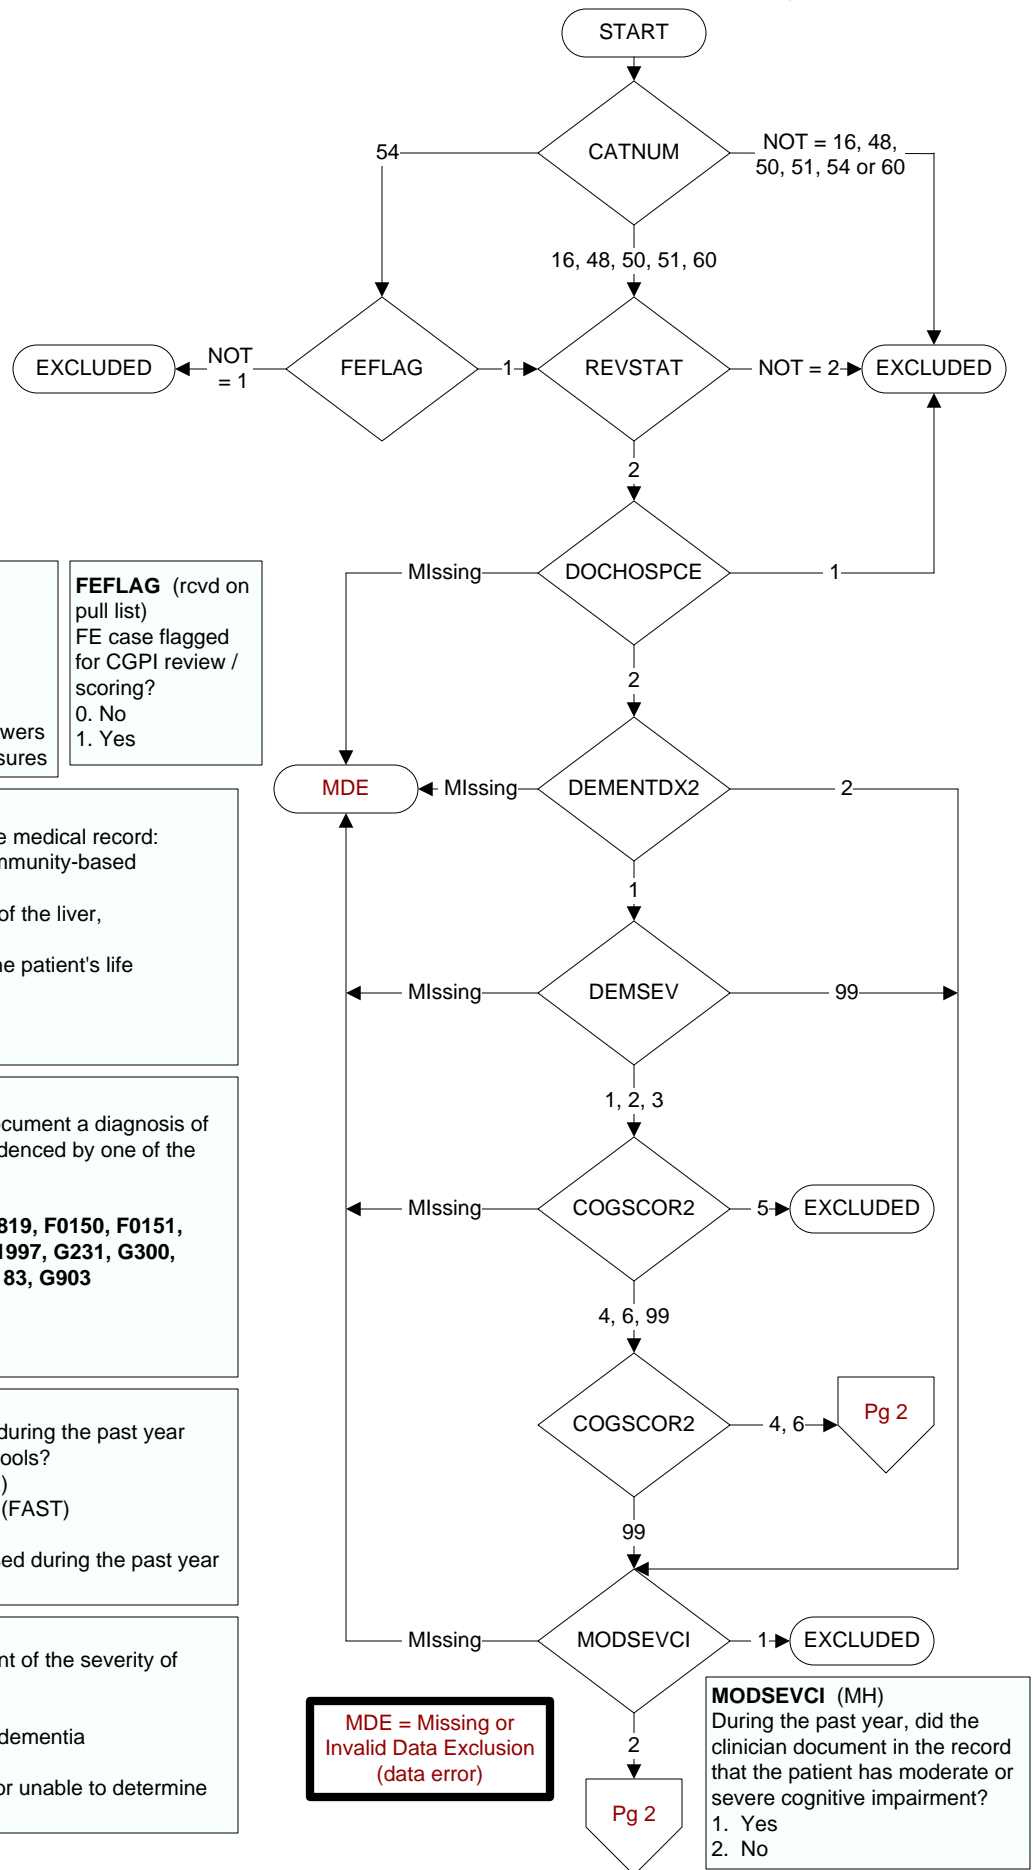 START
CATNUM
54
NOT = 16, 48,
50, 51, 54 or 60
16, 48, 50, 51, 60
EXCLUDED
NOT
= 1
FEFLAG
1
REVSTAT
NOT = 2
EXCLUDED
2
MIssing
DOCHOSPCE
1
FEFLAG (rcvd on
pull list)
FE case flagged
for CGPI review /
scoring?
0. No
1. Yes
wers
sures
2
MDE
MIssing
DEMENTDX2
2
e medical record:
mmunity-based
of the liver,
ne patient's life
1
MIssing
DEMSEV
99
1, 2, 3
ocument a diagnosis of
idenced by one of the
819, F0150, F0151,
1997, G231, G300,
83, G903
MIssing
COGSCOR2
5
EXCLUDED
4, 6, 99
COGSCOR2
4, 6
Pg 2
during the past year
ools?
)
(FAST)
sed during the past year
99
MIssing
MODSEVCI
1
EXCLUDED
nt of the severity of
dementia
or unable to determine
MDE = Missing or
Invalid Data Exclusion
(data error)
2
Pg 2
MODSEVCI (MH)
During the past year, did the
clinician document in the record
that the patient has moderate or
severe cognitive impairment?
1. Yes
2. No